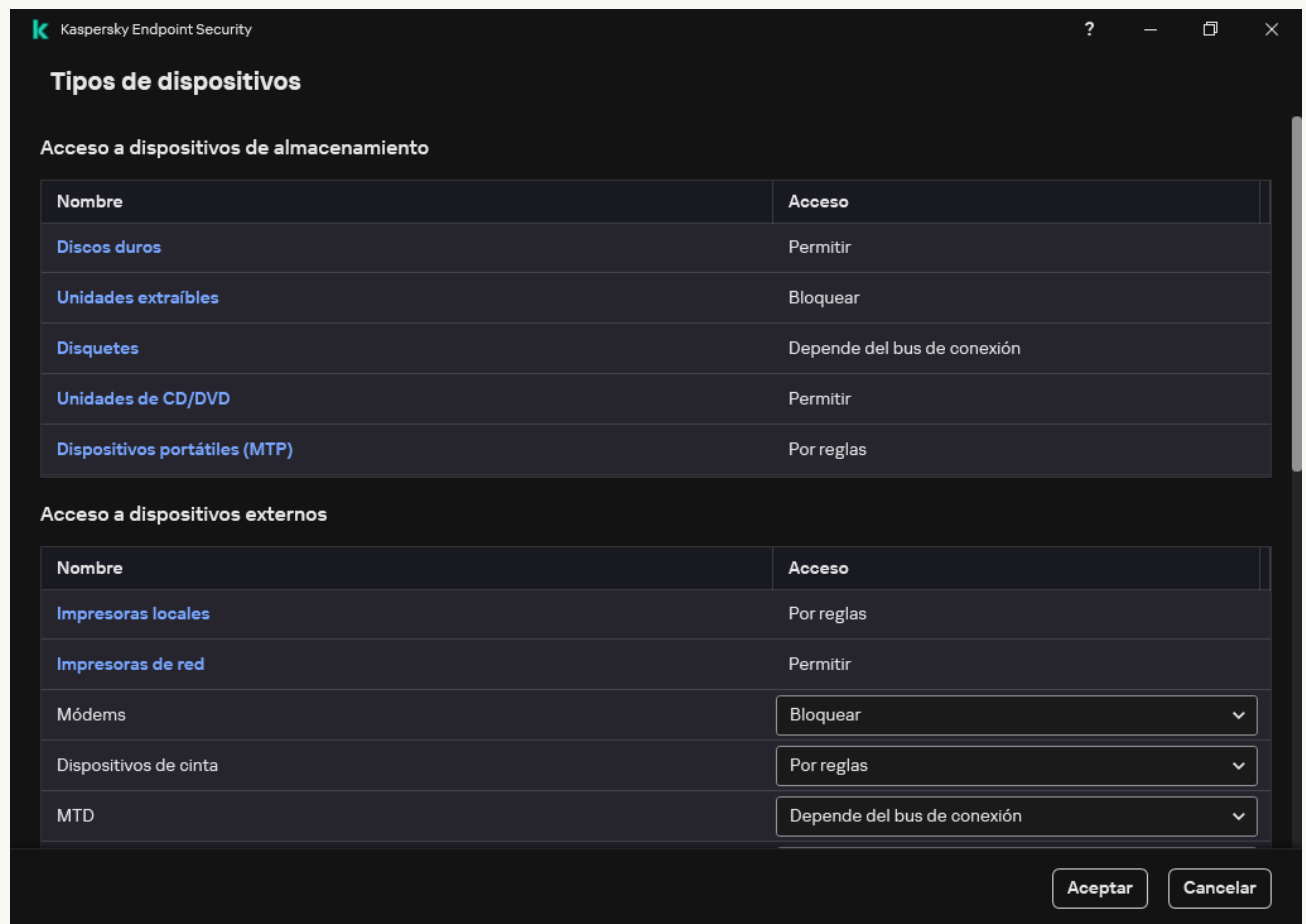 Kaspersky Endpoint Security
?
Tipos de dispositivos
Acceso a dispositivos de almacenamiento
Nombre Acceso
Discos duros Permitir
Unidades extraíbles Bloquear
Disquetes Depende del bus de conexión
Unidades de CD/DVD Permitir
Dispositivos portátiles (MTP) Por reglas
Acceso a dispositivos externos
Nombre Acceso
Impresoras locales Por reglas
Impresoras de red Permitir
Módems Bloquear
Dispositivos de cinta Por reglas
MTD Depende del bus de conexión
Aceptar Cancelar